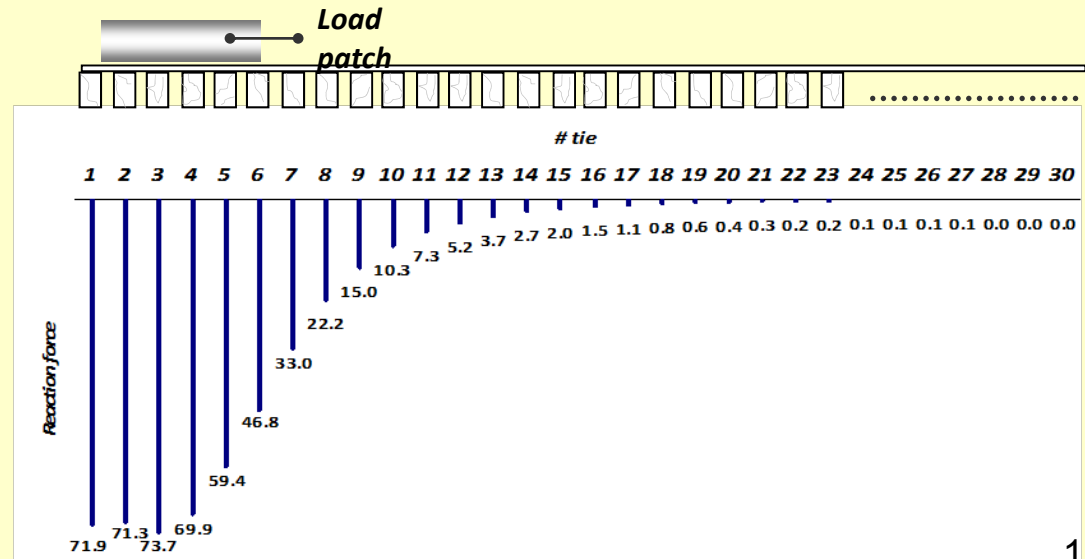 Load
patch
# tie
1 2 3 4 5 6 7 8 9 10 11 12 13 14 15 16 17 18 19 20 21 22 23 24 25 26 27 28 29 30
Reaction force
71.9 71.3 73.7 69.9 59.4 46.8 33.0 22.2 15.0 10.3 7.3 5.2 3.7 2.7 2.0 1.5 1.1 0.8 0.6 0.4 0.3 0.2 0.2 0.1 0.1 0.1 0.1 0.0 0.0 0.0
1